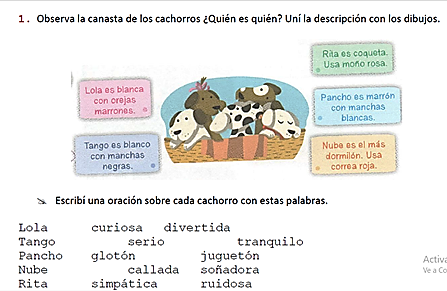 1. Observa la canasta de los cachorros ¿Quién es quién? Uní la descripción con los dibujos.
Rita es coqueta.
Usa moño rosa.
Lola es blanca
con orejas
marrones.
Pancho es marrón
con manchas
blancas.
Tango es blanco
con manchas
negras.
Nube es el más
dormilón. Usa
correa roja.
Escribí una oración sobre cada cachorro con estas palabras.
Lola curiosa divertida
Tango serio tranquilo
Pancho glotón juguetón
Nube callada soñadora
Rita simpática ruidosa
Activa
Ve a Co